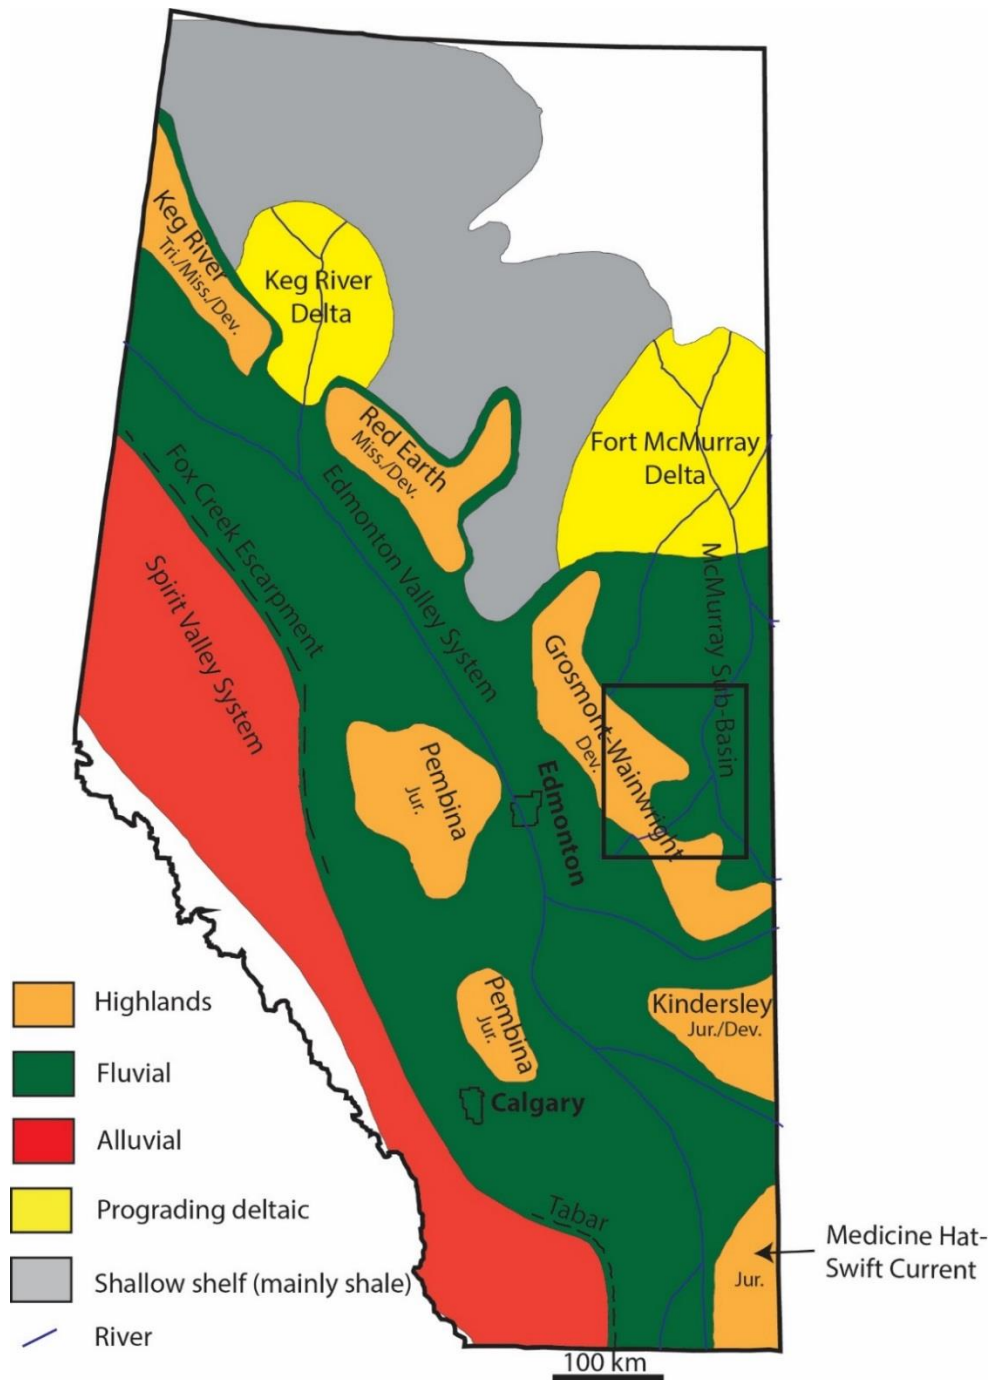 Keg River
Tri./Miss./Dev.
Keg River
Delta
Red Earth
Miss./Dev.
Fort McMurray
Delta
Fox Creek Escarpment
Edmonton Valley System
McMurray Sub-Basin
Spirit Valley System
Grosmont-Wainwright
Dev.
Pembina
Jur.
Edmonton
Pembina
Jur.
Kindersley
Jur./Dev.
Calgary
Tabar
Jur.
Medicine Hat-
Swift Current
Highlands
Fluvial
Alluvial
Prograding deltaic
Shallow shelf (mainly shale)
River
100 km